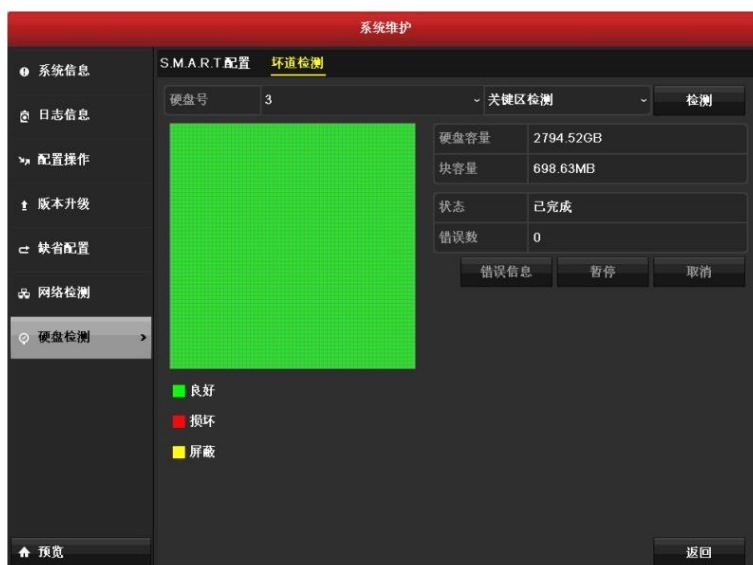 系统维护
系统信息
日志信息
配置操作
版本升级
缺省配置
网络检测
硬盘检测
预览
S.M.A.R.T.配置 坏道检测
硬盘号 3 关键区检测 检测
硬盘容量 2794.52GB
块容量 698.63MB
状态 已完成
错误数 0
错误信息 暂停 取消
良好
损坏
屏蔽
返回